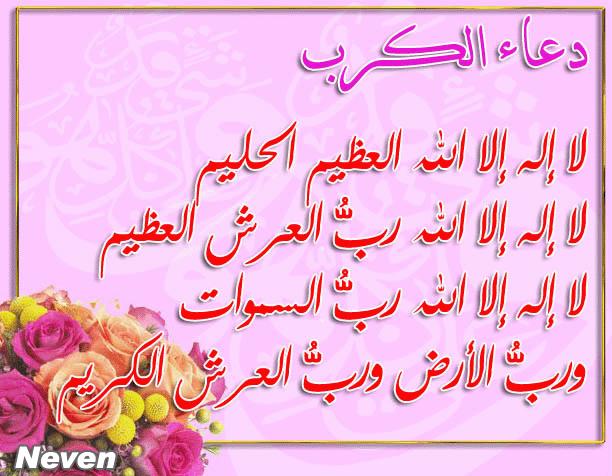 دعاء الكرب
لا إله إلا الله العظيم الحليم
لا إله إلا الله ربُّ العرش العظيم
لا إله إلا الله ربُّ السموات
وربُّ الأرض وربُّ العرش الكريم
Neven